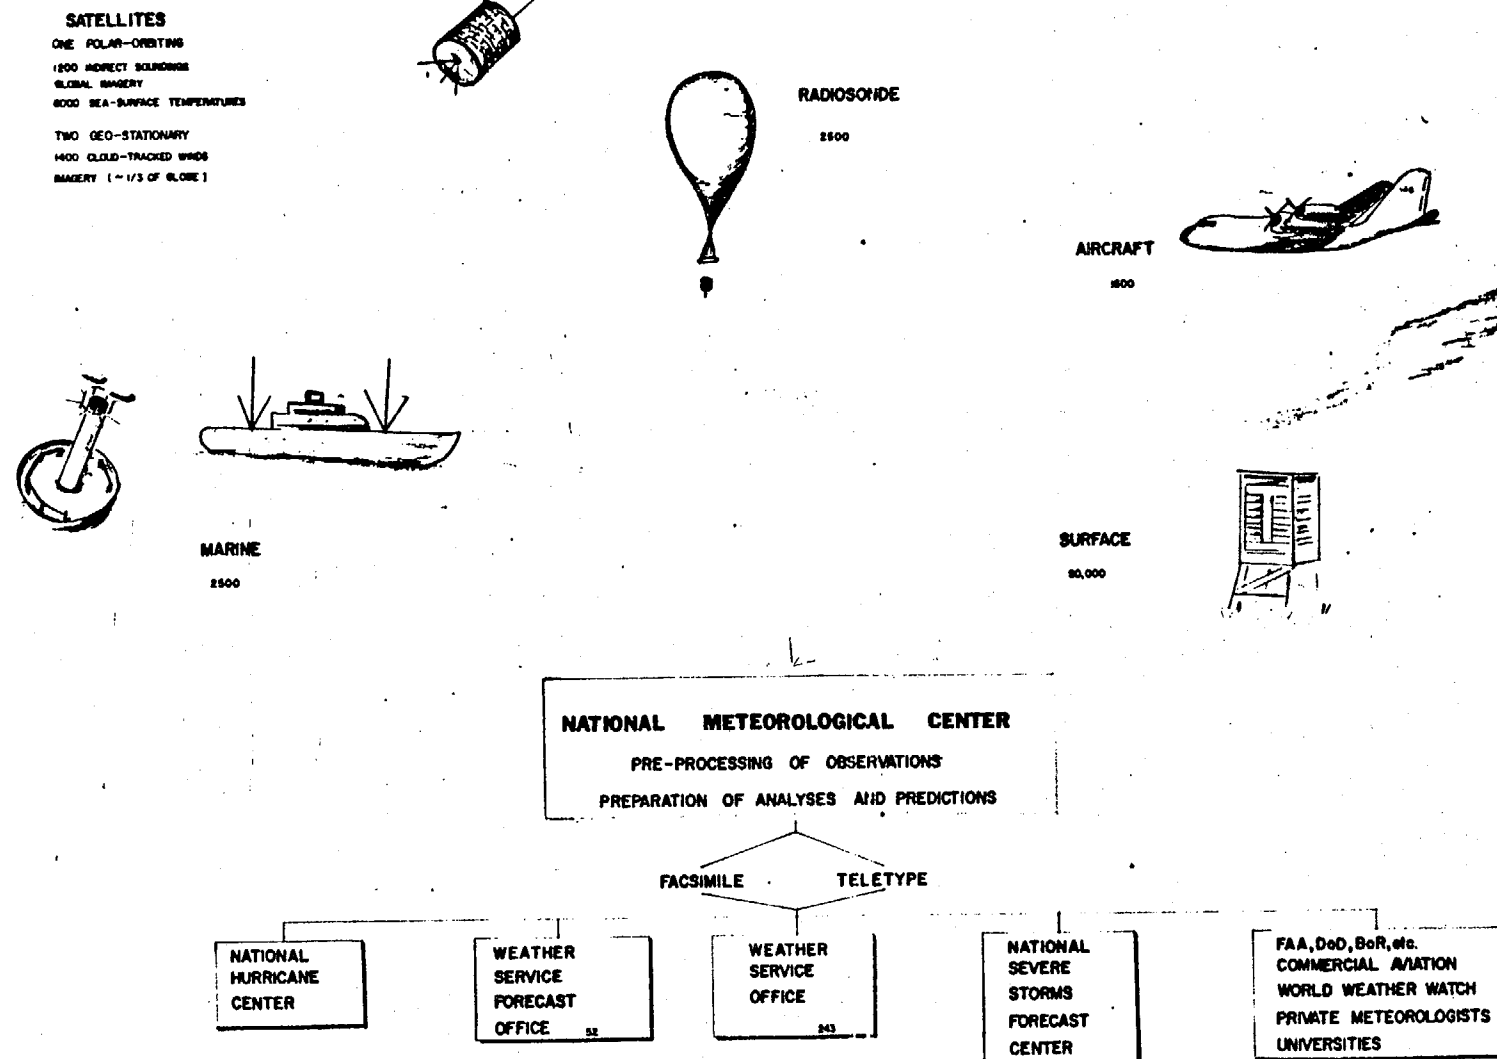 SATELLITES
ONE POLAR-ORBITING
1200 INDIRECT SOUNDINGS
GLOBAL IMAGERY
6000 SEA-SURFACE TEMPERATURES
TWO GEO-STATIONARY
1400 CLOUD-TRACKED WINDS
IMAGERY (~1/3 OF GLOBE)
RADIOSONDE
2500
AIRCRAFT
MARINE
2500
SURFACE
NATIONAL METEOROLOGICAL CENTER
PRE-PROCESSING OF OBSERVATIONS
PREPARATION OF ANALYSES AND PREDICTIONS
FACSIMILE
TELETYPE
NATIONAL
HURRICANE
CENTER
WEATHER
SERVICE
FORECAST
OFFICE 52
WEATHER
SERVICE
OFFICE
243
NATIONAL
SEVERE
STORMS
FORECAST
CENTER
FAA, DoD, BoR, etc.
COMMERCIAL AVIATION
WORLD WEATHER WATCH
PRIVATE METEOROLOGISTS
UNIVERSITIES